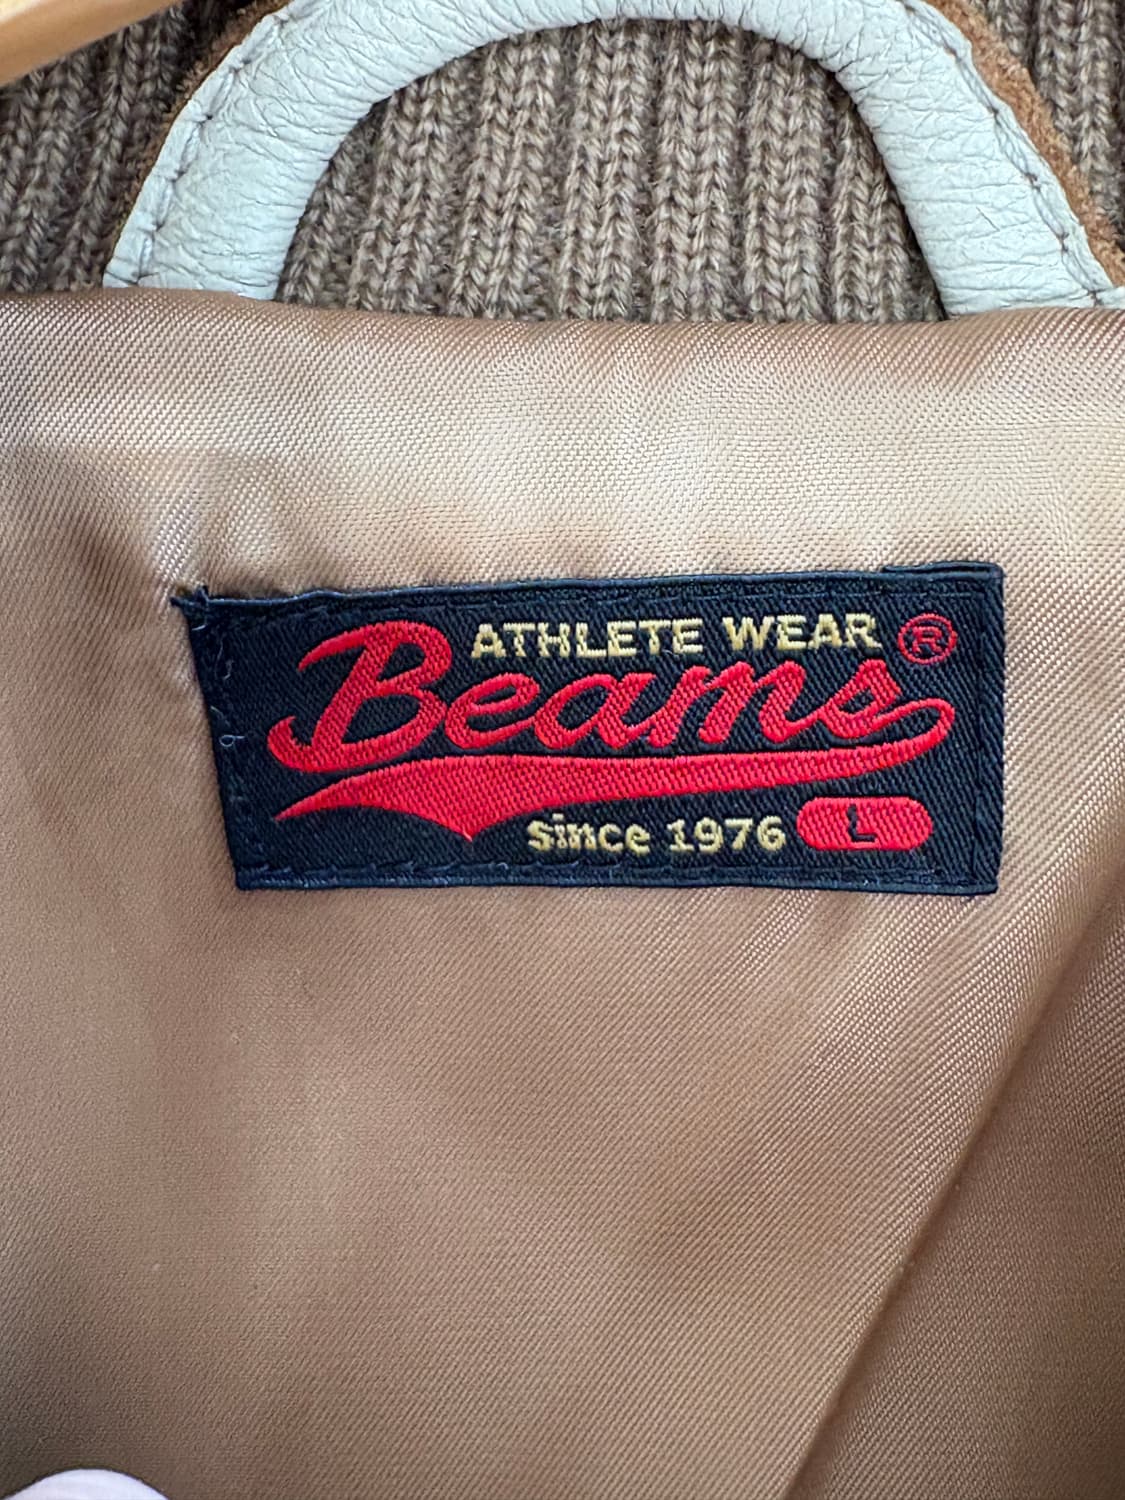 ATHLETE WEAR ®
Beams
since 1976 L